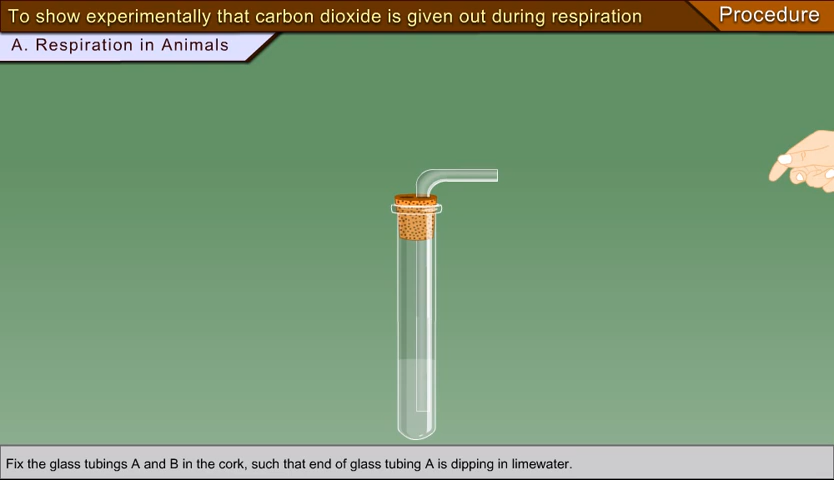 To show experimentally that carbon dioxide is given out during respiration
Procedure
A. Respiration in Animals
Fix the glass tubings A and B in the cork, such that end of glass tubing A is dipping in limewater.